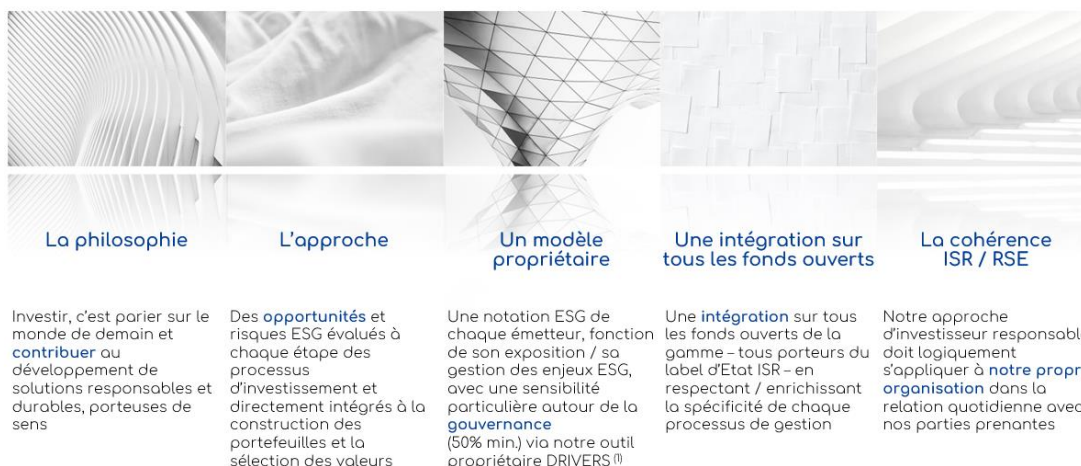 La philosophie
Investir, c'est parier sur le
monde de demain et
contribuer au
développement de
solutions responsables et
durables, porteuses de
sens
L'approche
Des opportunités et
risques ESG évalués à
chaque étape des
processus
d'investissement et
directement intégrés à la
construction des
portefeuilles et la
sélection des valeurs
Un modèle
propriétaire
Une notation ESG de
chaque émetteur, fonction
de son exposition / sa
gestion des enjeux ESG,
avec une sensibilité
particulière autour de la
gouvernance
(50% min.) via notre outil
propriétaire DRIVERS (1)
Une intégration sur
tous les fonds ouverts
Une intégration sur tous
les fonds ouverts de la
gamme – tous porteurs du
label d'Etat ISR – en
respectant / enrichissant
la spécificité de chaque
processus de gestion
La cohérence
ISR / RSE
Notre approche
d'investisseur responsabl
doit logiquement
s'appliquer à notre propr
organisation dans la
relation quotidienne avec
nos parties prenantes